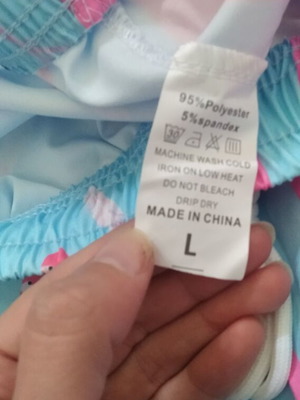 95%Polyester
5%spandex
30
MACHINE WASH COLD
IRON ON LOW HEAT
DO NOT BLEACH
DRIP DRY
MADE IN CHINA
L